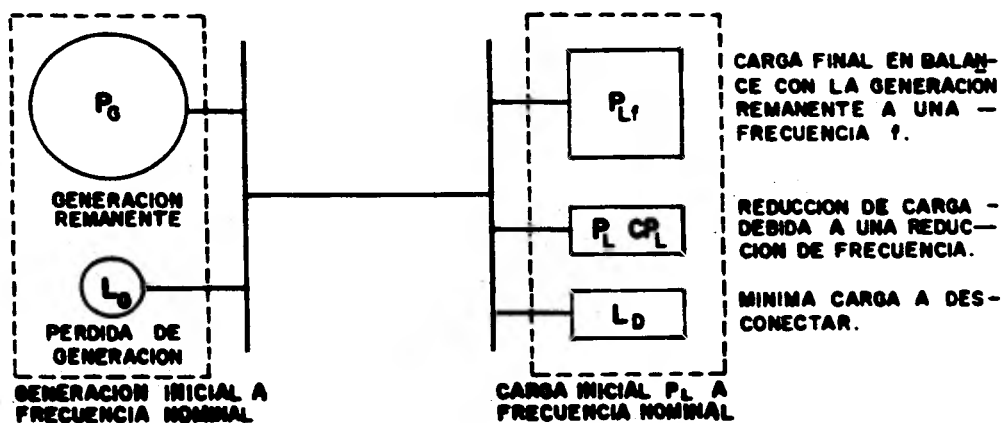 P_G
GENERACION
REMANENTE
L_G
PERDIDA DE
GENERACION
GENERACION INICIAL A
FRECUENCIA NOMINAL
P_Lf
CARGA FINAL EN BALAN-
CE CON LA GENERACION
REMANENTE A UNA -
FRECUENCIA f.
P_L CP_L
REDUCCION DE CARGA -
DEBIDA A UNA REDUC-
CION DE FRECUENCIA.
L_D
MINIMA CARGA A DES-
CONECTAR.
CARGA INICIAL P_L A
FRECUENCIA NOMINAL